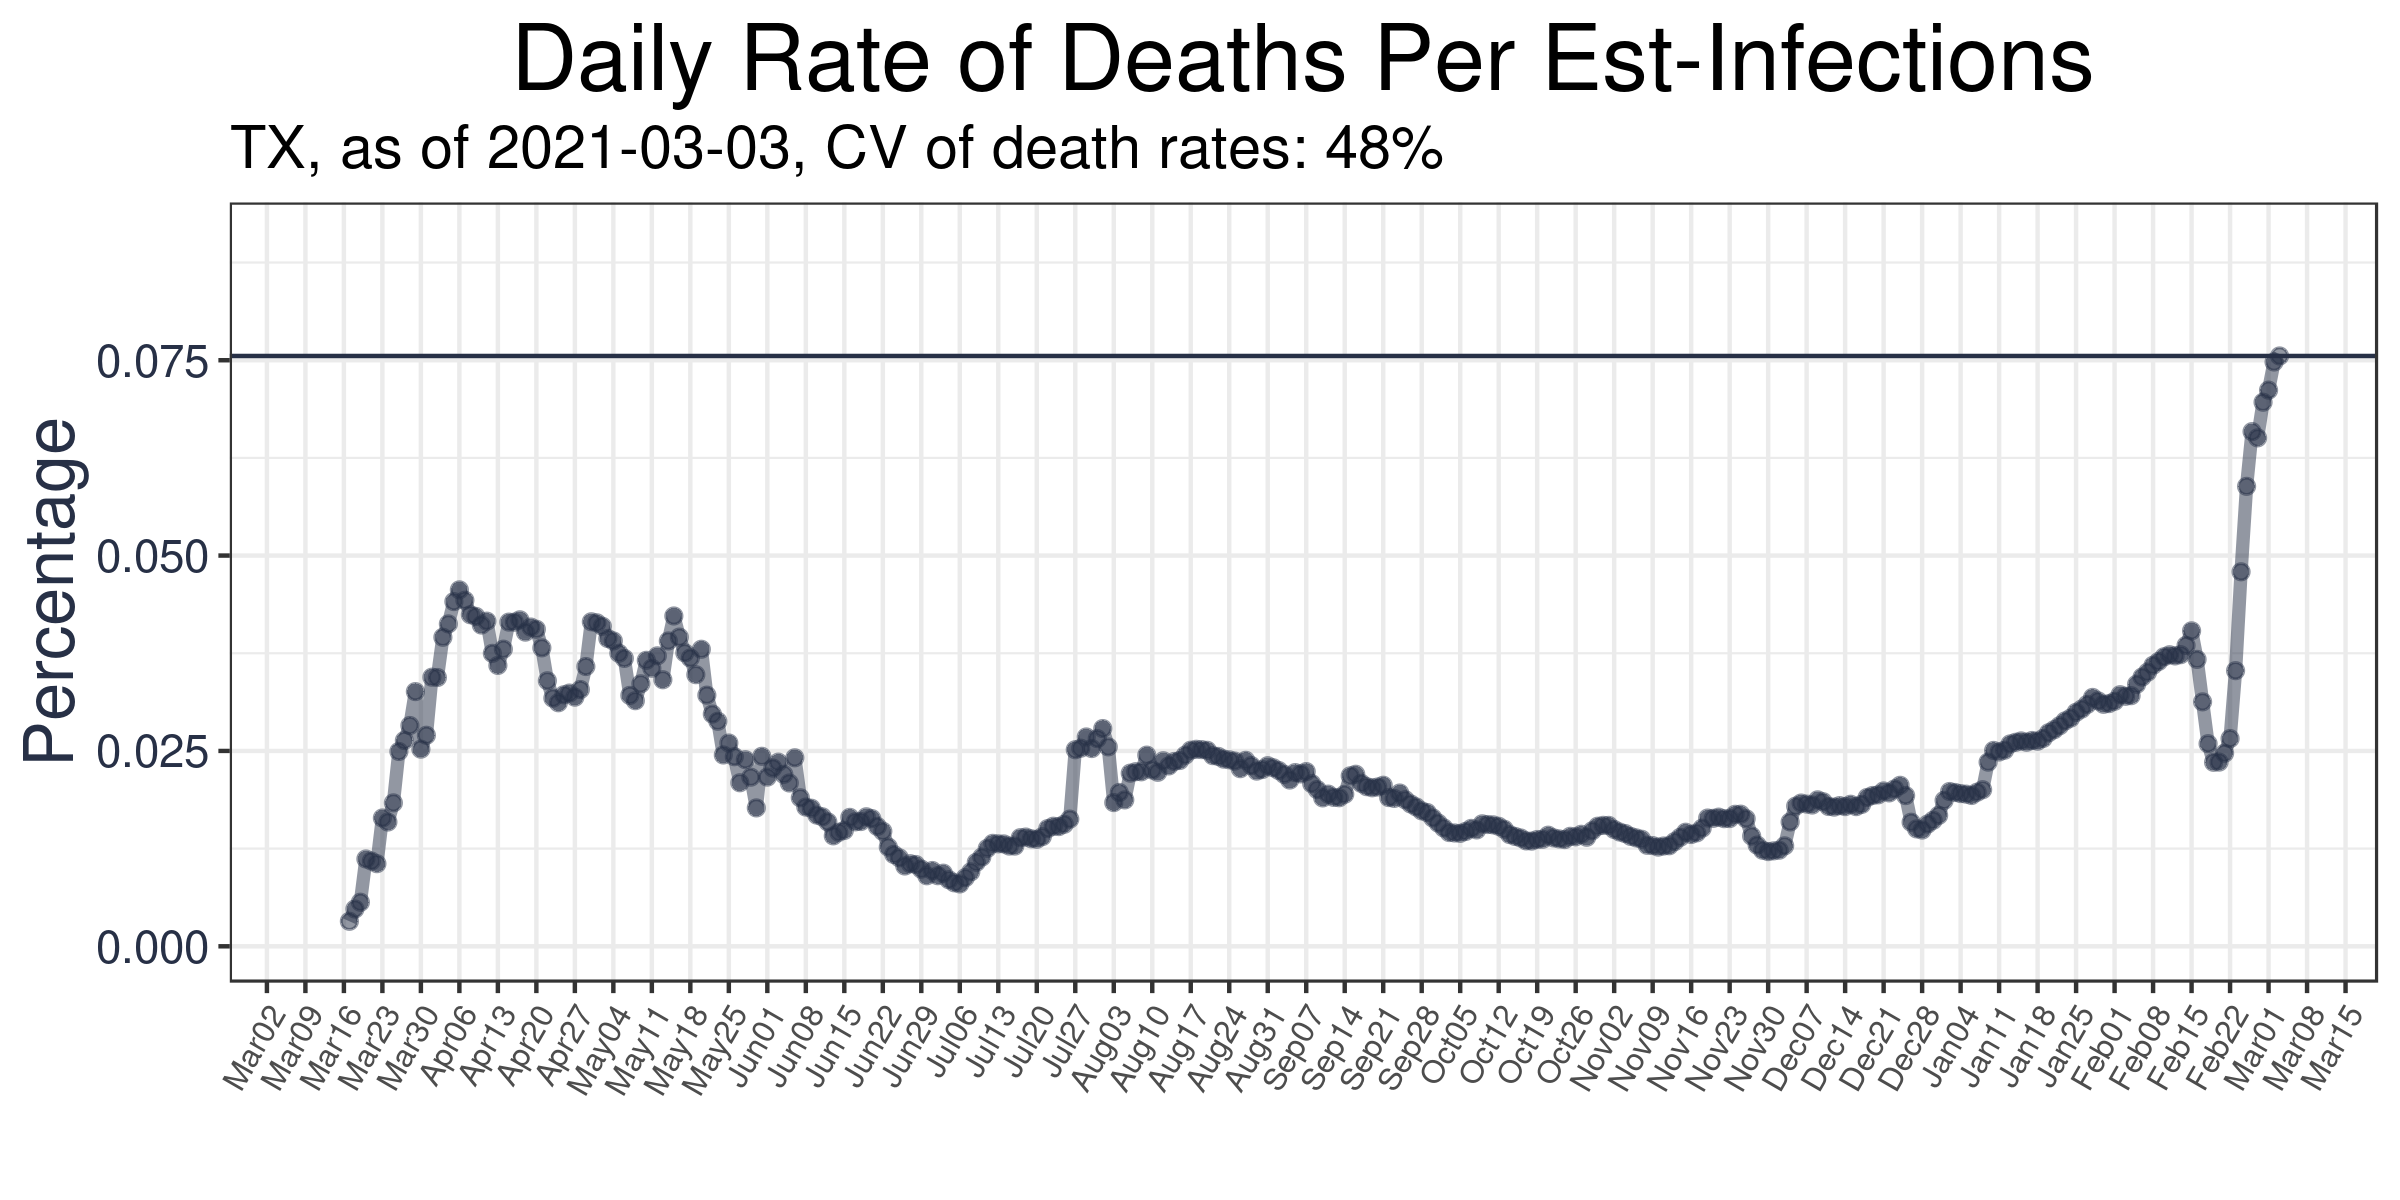 Daily Rate of Deaths Per Est-Infections
TX, as of 2021-03-03, CV of death rates: 48%
Percentage
0.075
0.050
0.025
0.000
Mar02
Mar09
Mar16
Mar23
Mar30
Apr06
Apr13
Apr20
Apr27
May04
May11
May18
May25
Jun01
Jun08
Jun15
Jun22
Jun29
Jul06
Jul13
Jul20
Jul27
Aug03
Aug10
Aug17
Aug24
Aug31
Sep07
Sep14
Sep21
Sep28
Oct05
Oct12
Oct19
Oct26
Nov02
Nov09
Nov16
Nov23
Nov30
Dec07
Dec14
Dec21
Dec28
Jan04
Jan11
Jan18
Jan25
Feb01
Feb08
Feb15
Feb22
Mar01
Mar08
Mar15